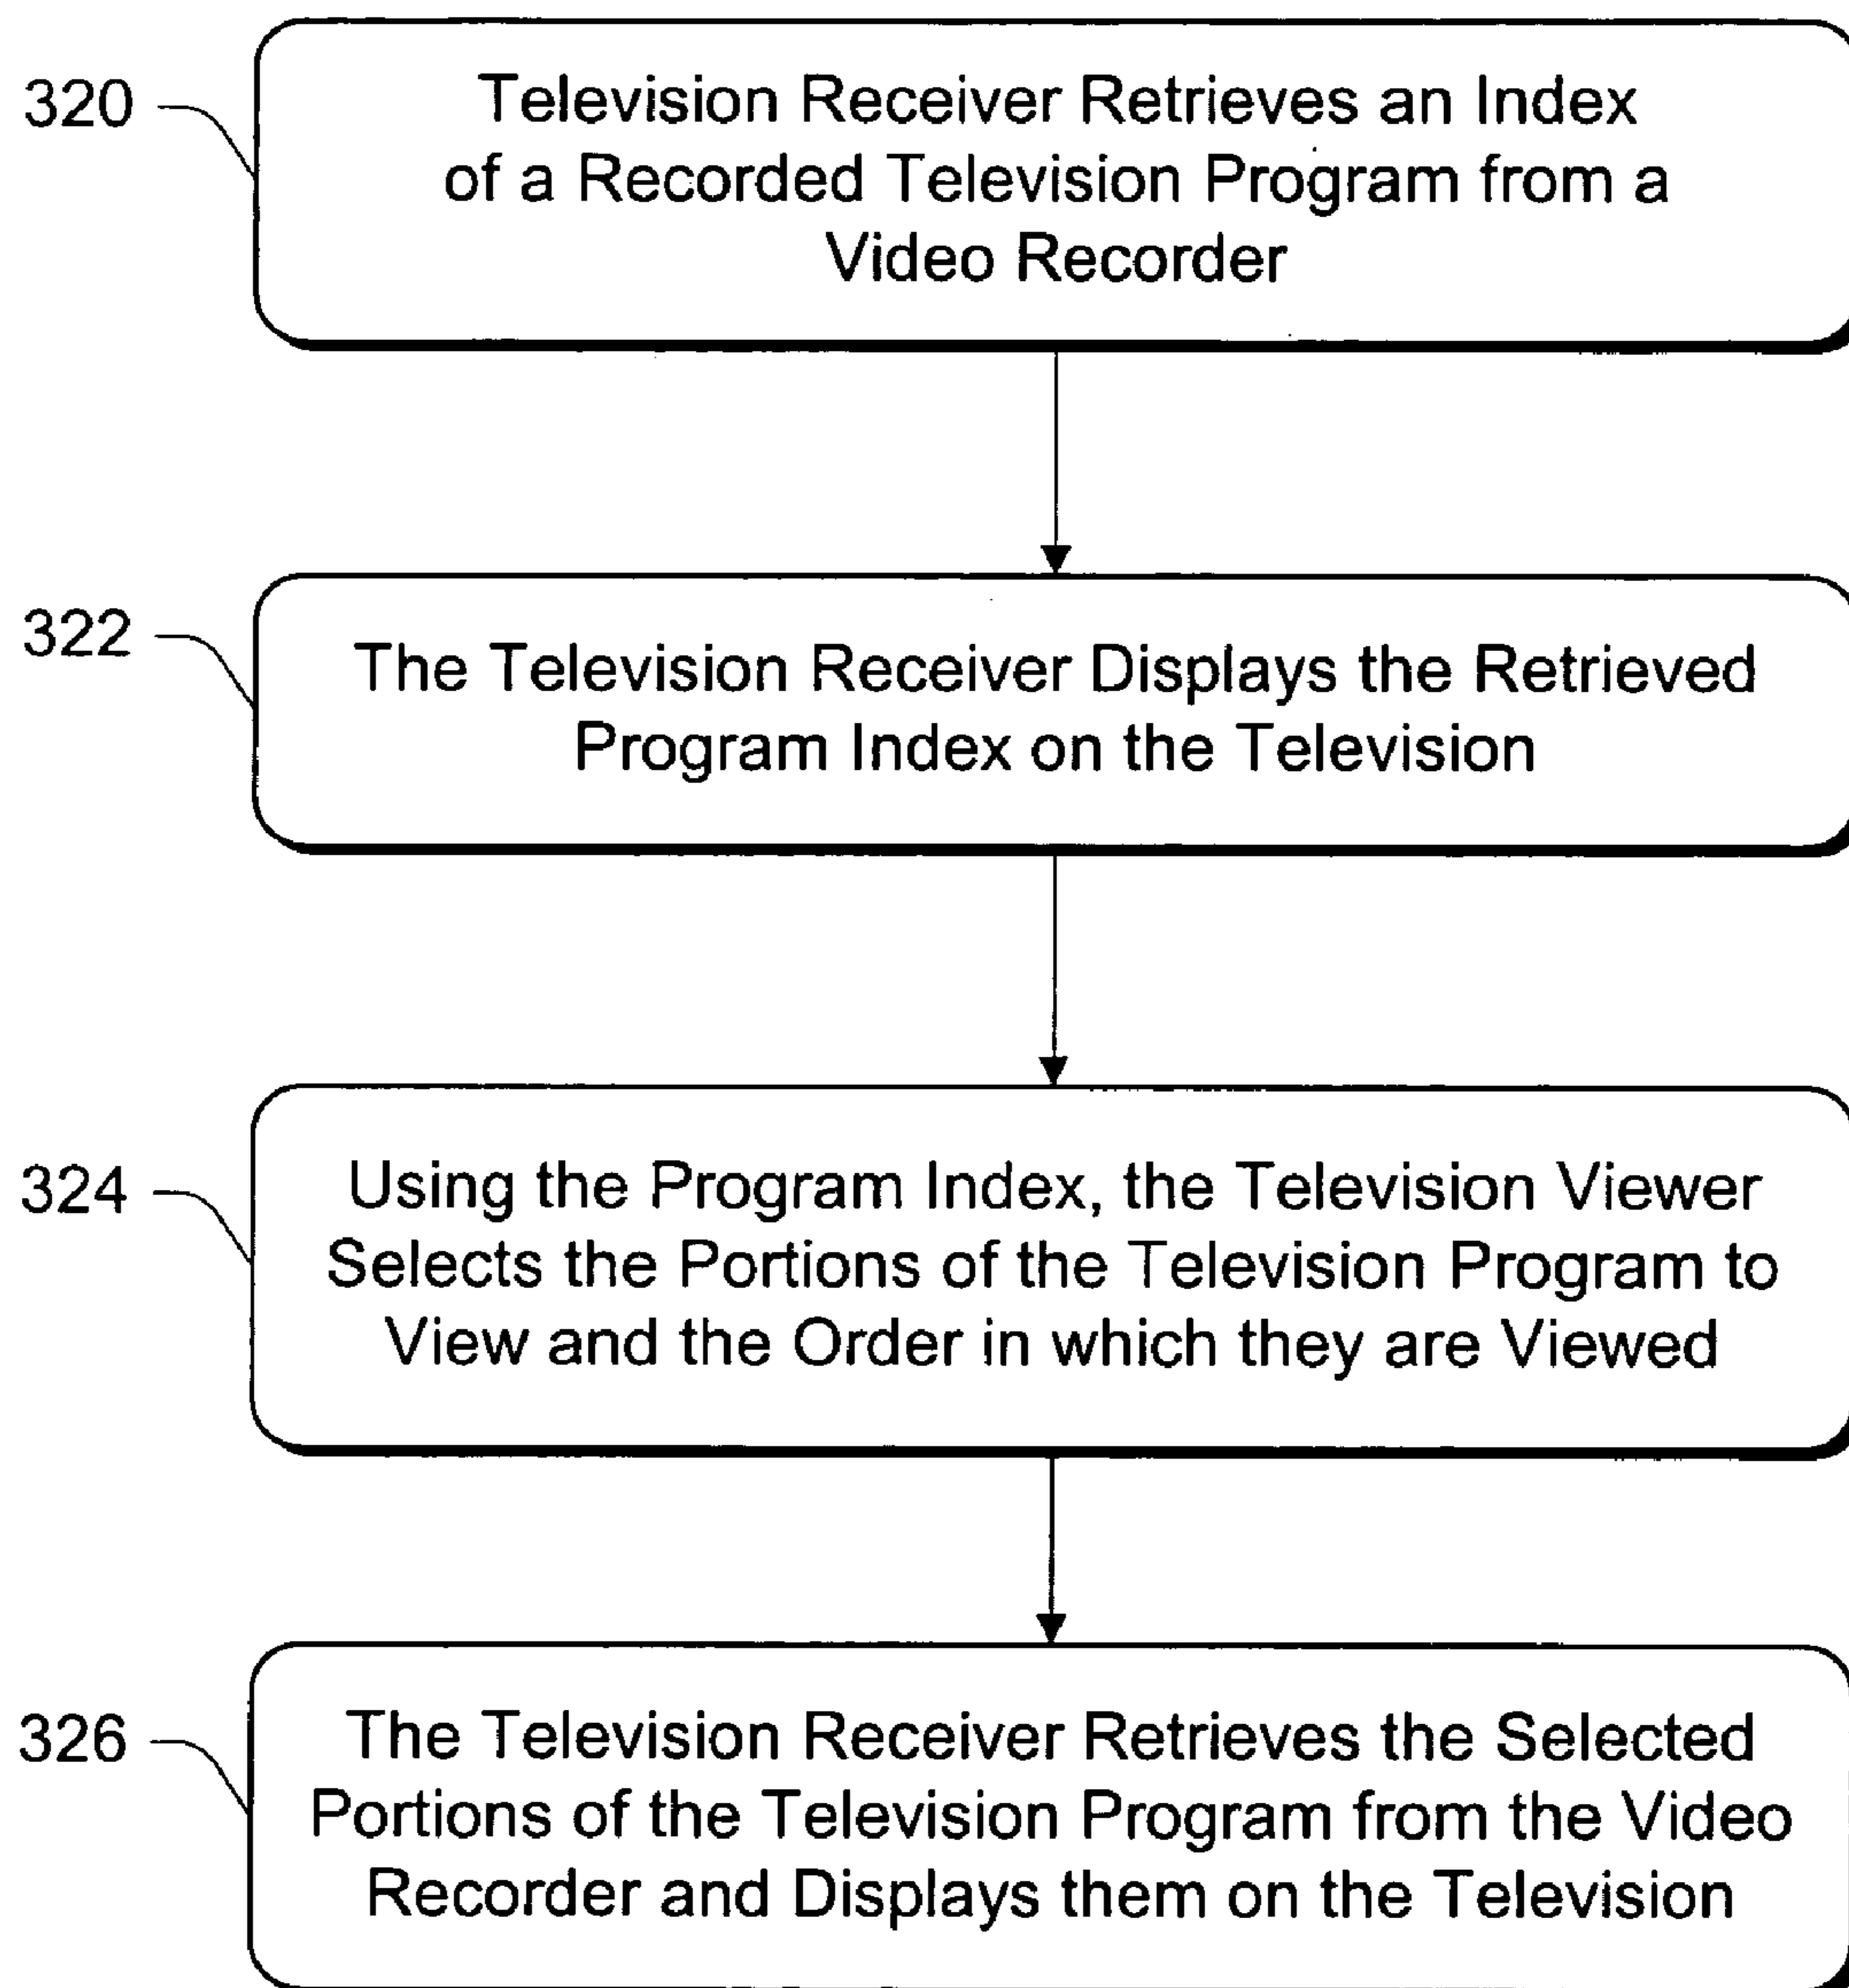 320
Television Receiver Retrieves an Index
of a Recorded Television Program from a
Video Recorder
322
The Television Receiver Displays the Retrieved
Program Index on the Television
324
Using the Program Index, the Television Viewer
Selects the Portions of the Television Program to
View and the Order in which they are Viewed
326
The Television Receiver Retrieves the Selected
Portions of the Television Program from the Video
Recorder and Displays them on the Television